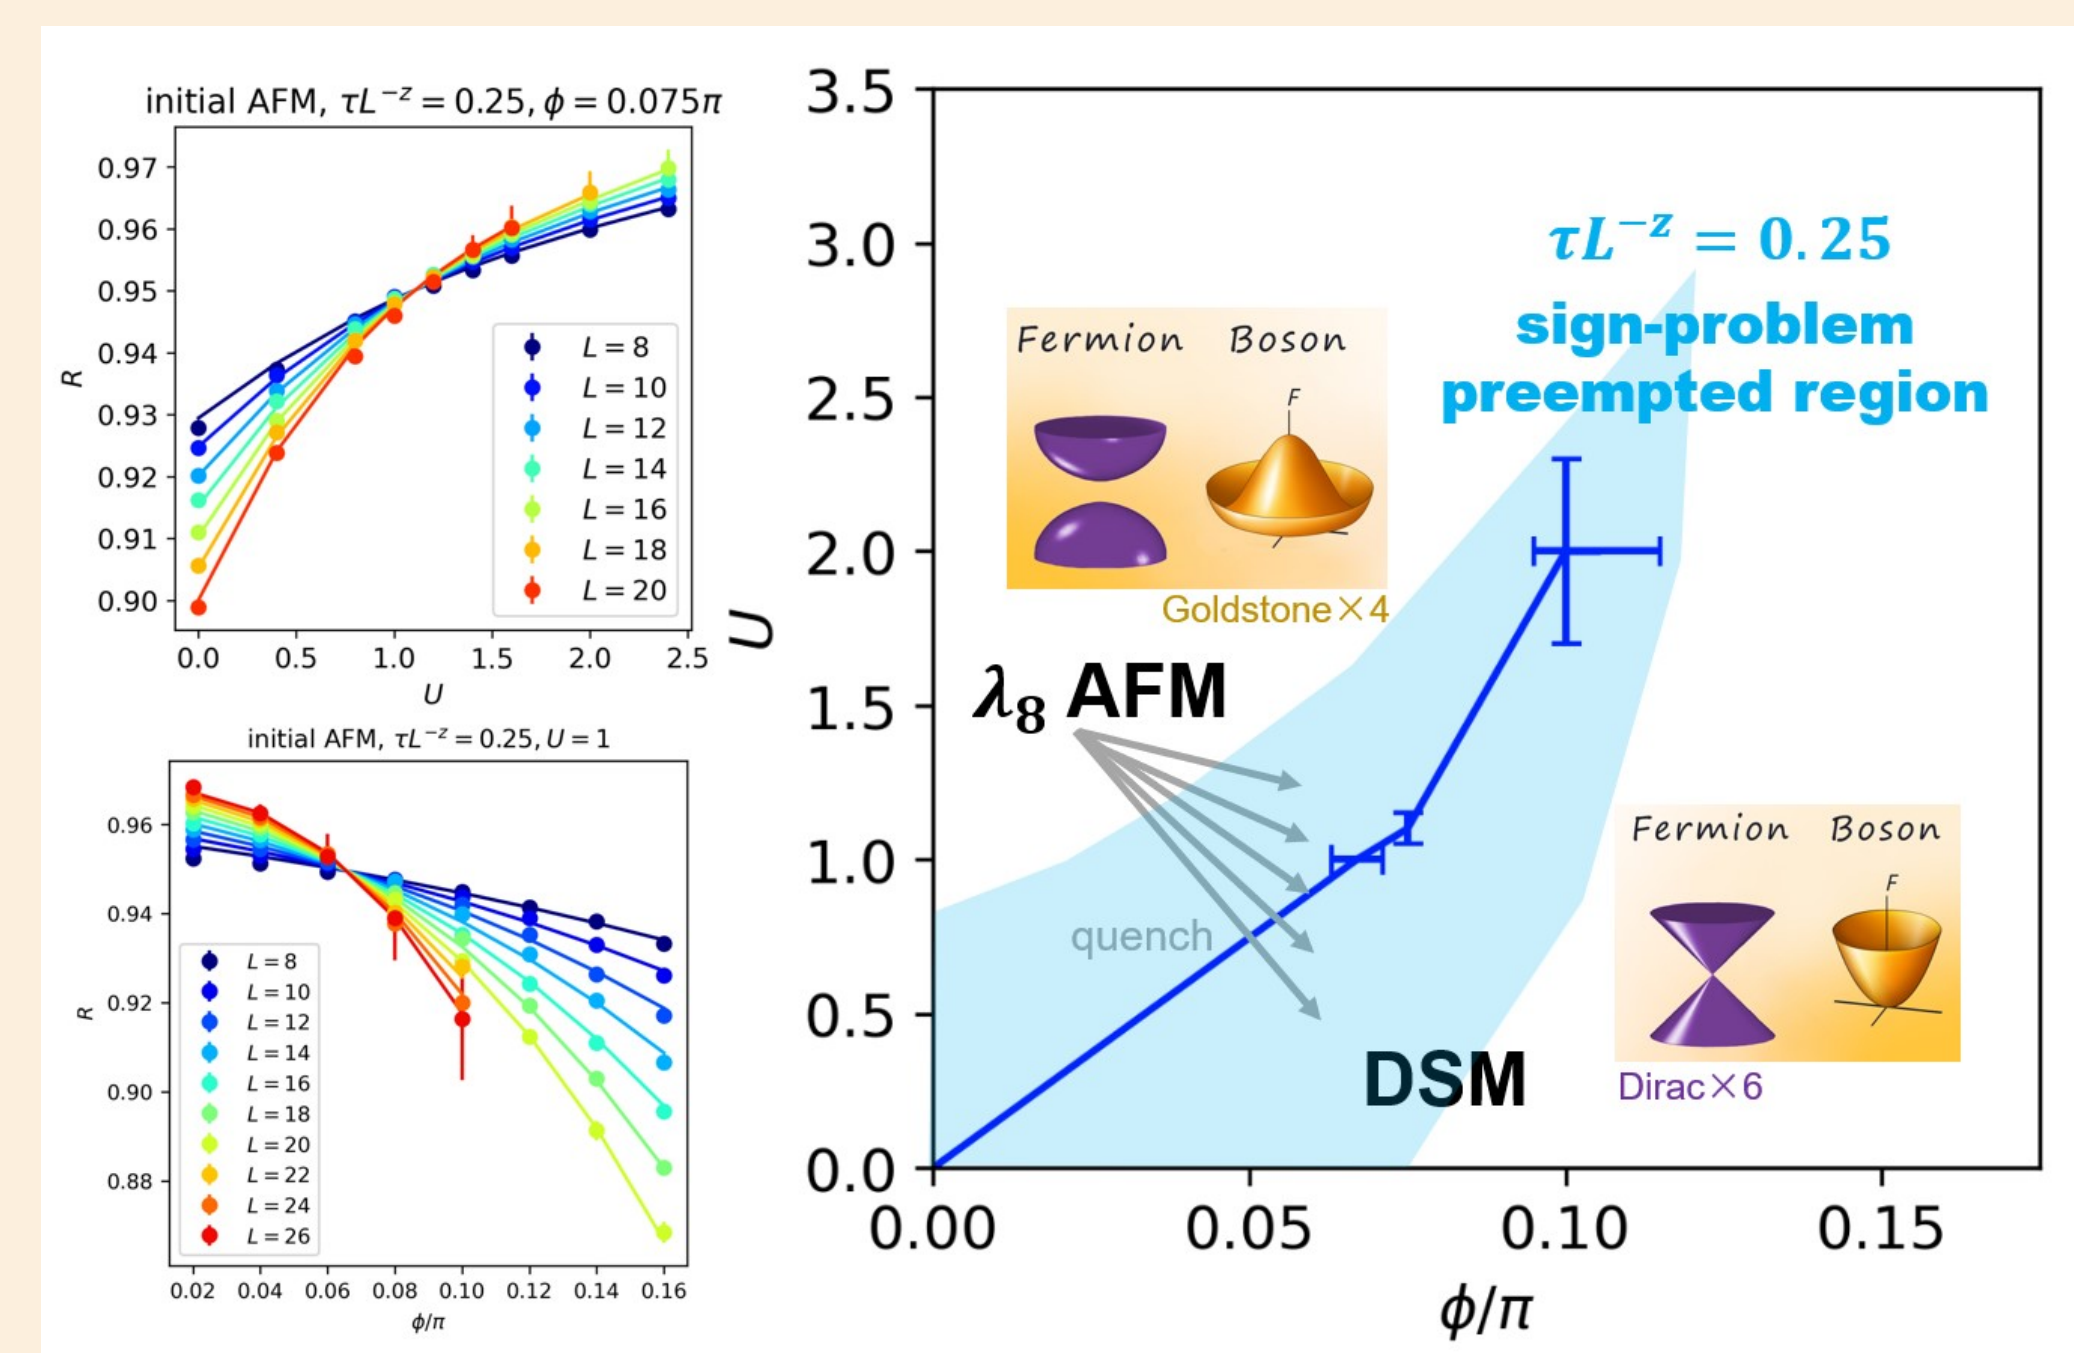 initial AFM, τL⁻ᶻ = 0.25, ϕ = 0.075π
0.97
0.96
0.95
0.94
0.93
0.92
0.91
0.90
R
L = 8
L = 10
L = 12
L = 14
L = 16
L = 18
L = 20
0.0 0.5 1.0 1.5 2.0 2.5
U
initial AFM, τL⁻ᶻ = 0.25, U = 1
0.96
0.94
0.92
0.90
0.88
R
L = 8
L = 10
L = 12
L = 14
L = 16
L = 18
L = 20
L = 22
L = 24
L = 26
0.02 0.04 0.06 0.08 0.10 0.12 0.14 0.16
ϕ/π
3.5
3.0
2.5
2.0
1.5
1.0
0.5
0.0
U
τL⁻ᶻ = 0.25
sign-problem
preempted region
Fermion Boson
F
Goldstone×4
λ₈ AFM
quench
Fermion Boson
F
DSM
Dirac×6
0.00 0.05 0.10 0.15
ϕ/π